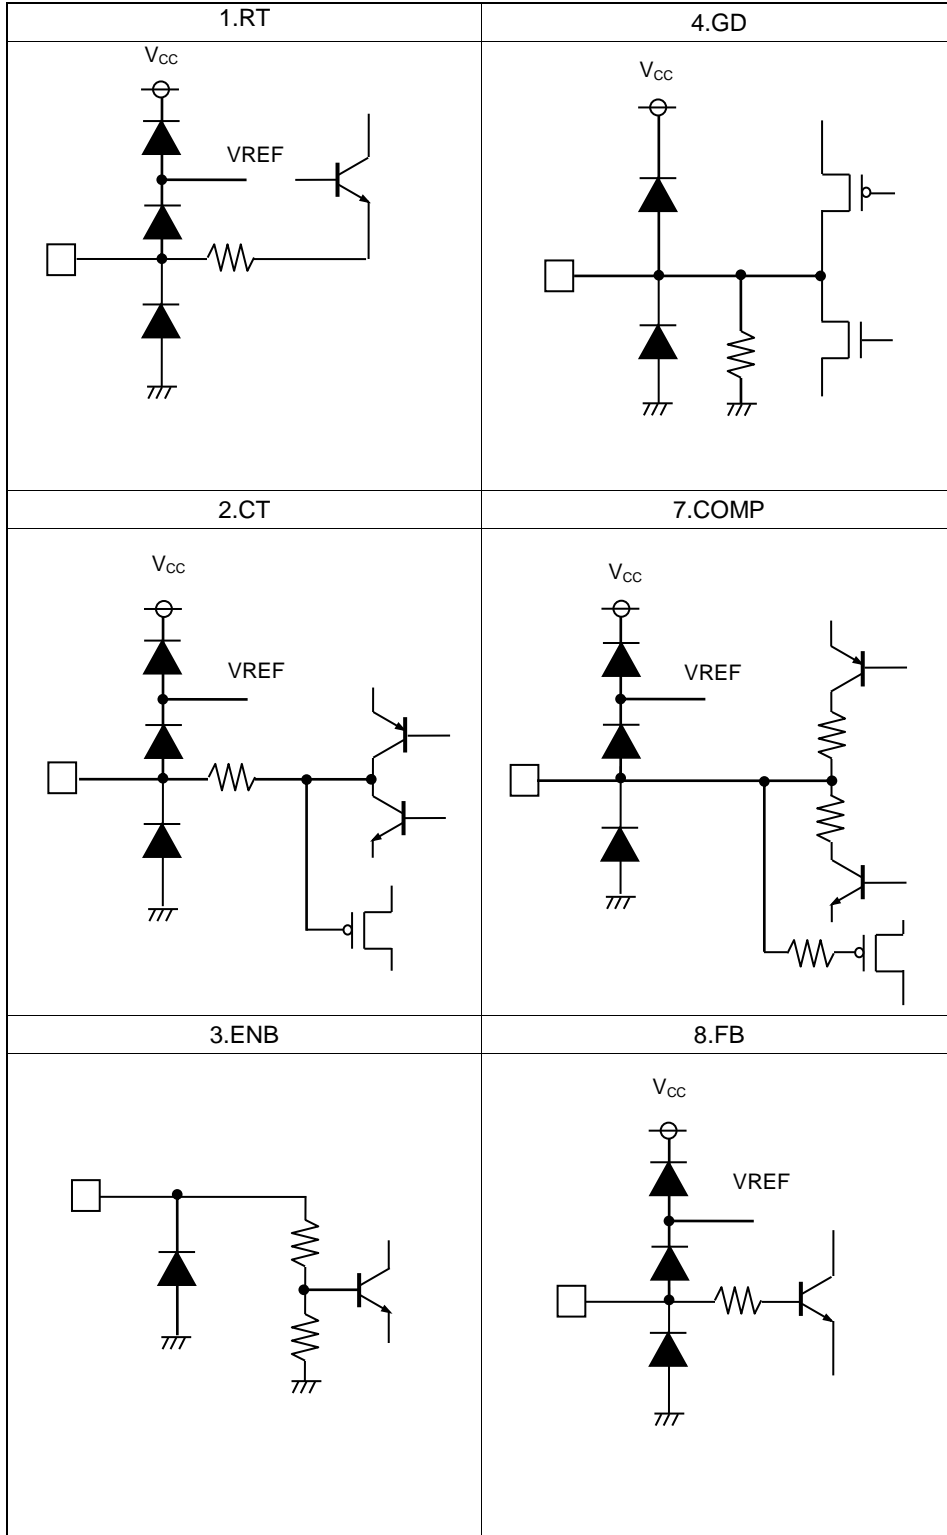 1.RT
4.GD
VCC
VREF
VCC
2.CT
7.COMP
VCC
VREF
VCC
VREF
3.ENB
8.FB
VCC
VREF